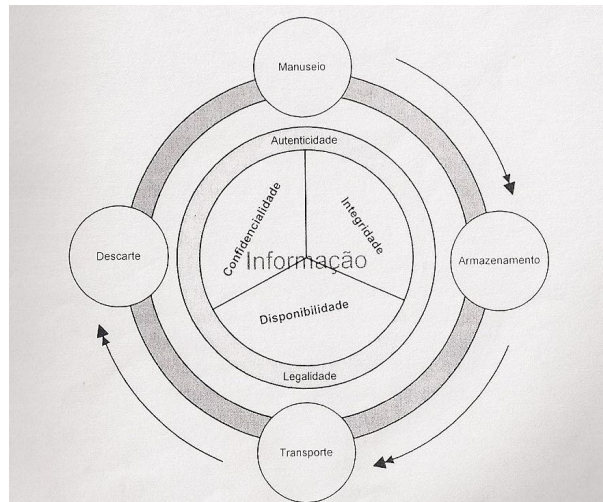 Manuseio
Autenticidade
Confidencialidade
Integridade
Descarte
Informação
Armazenamento
Disponibilidade
Legalidade
Transporte